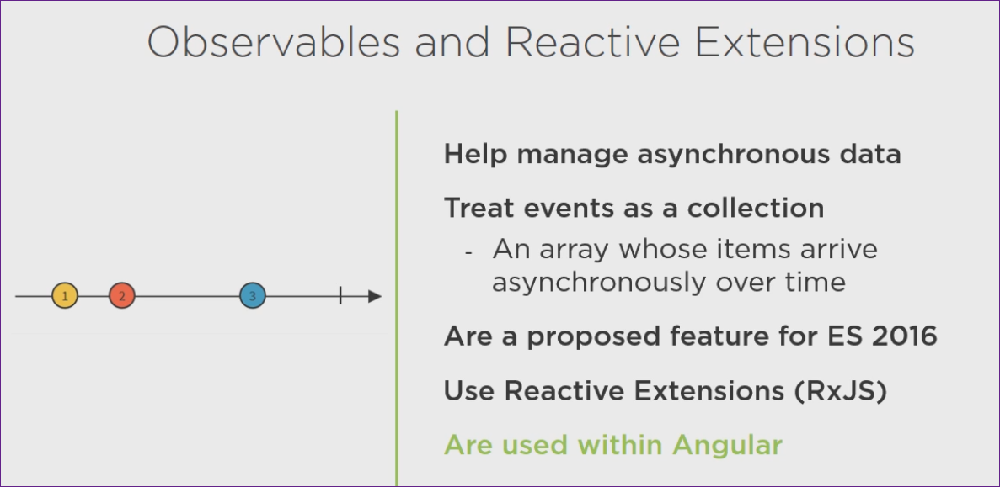 Observables and Reactive Extensions
1 2 3
Help manage asynchronous data
Treat events as a collection
- An array whose items arrive
asynchronously over time
Are a proposed feature for ES 2016
Use Reactive Extensions (RxJS)
Are used within Angular